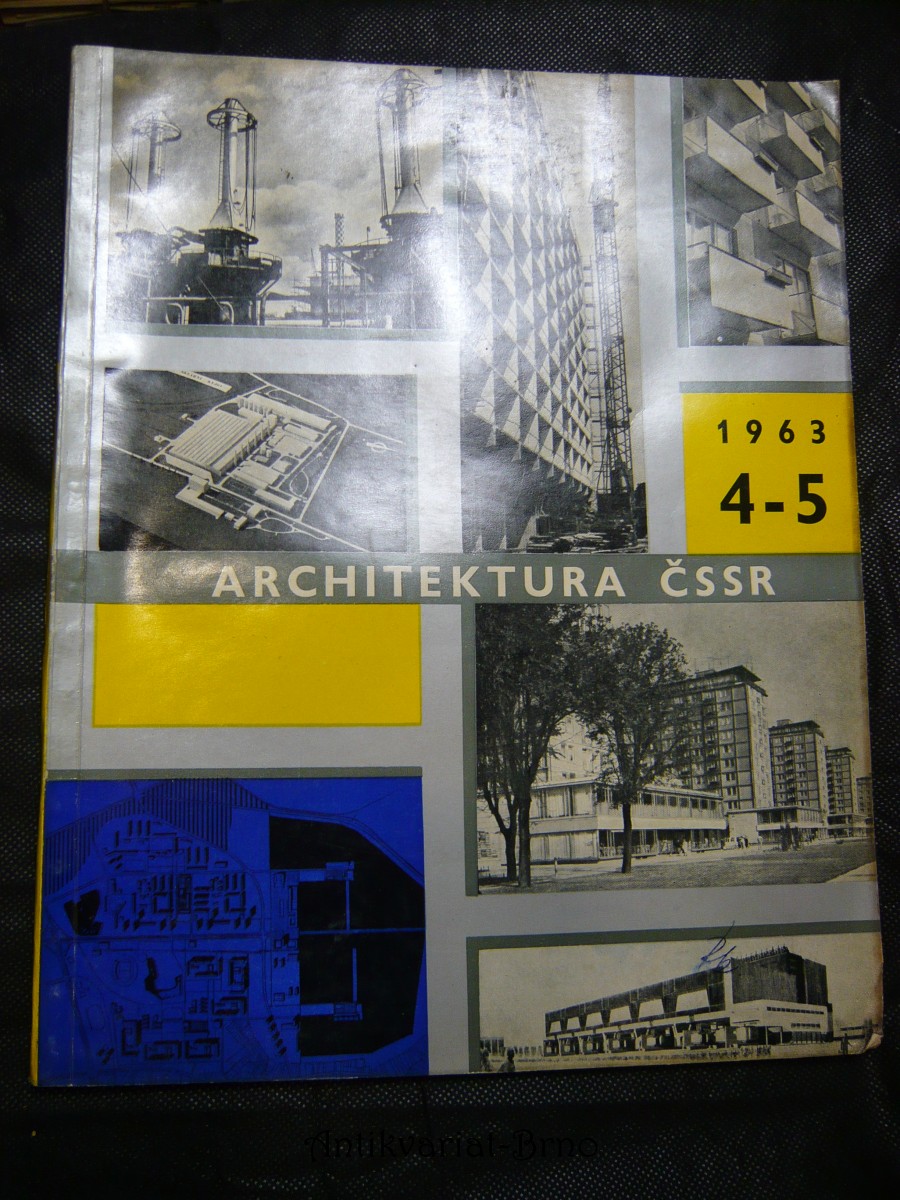 1963
4-5
ARCHITEKTURA ČSSR
Antikvariat-Brno